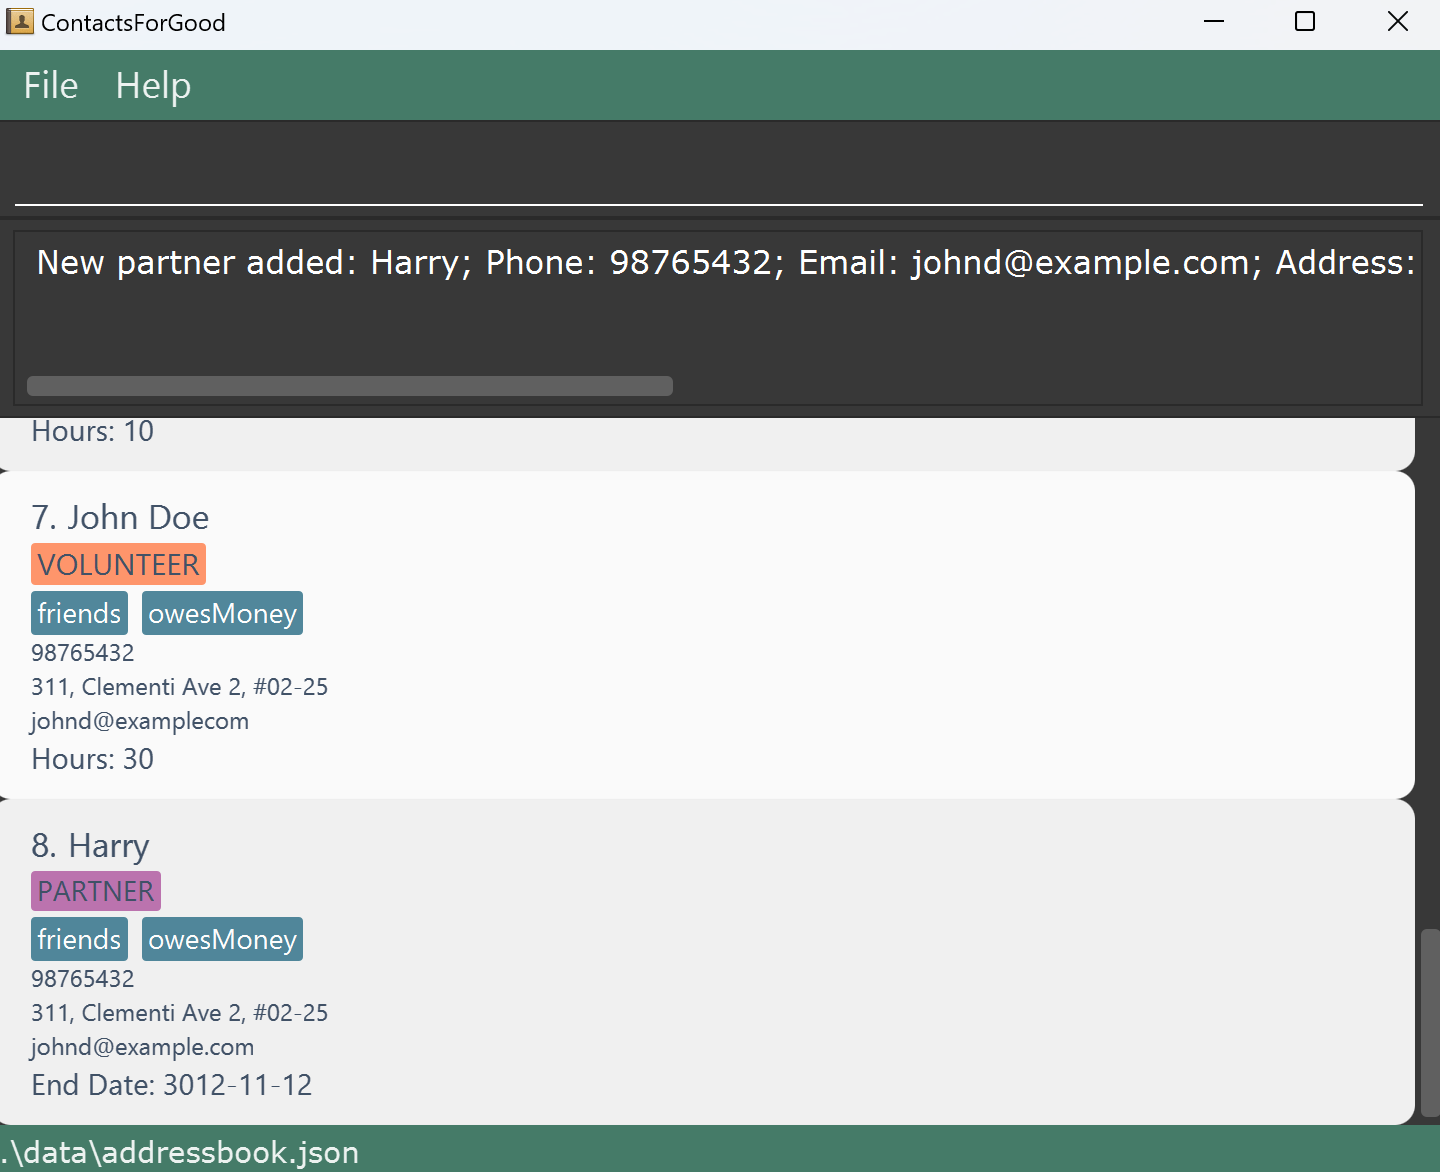 ContactsForGood
File Help
New partner added: Harry; Phone: 98765432; Email: johnd@example.com; Address:
Hours: 10
7. John Doe
VOLUNTEER
friends owesMoney
98765432
311, Clementi Ave 2, #02-25
johnd@examplecom
Hours: 30
8. Harry
PARTNER
friends owesMoney
98765432
311, Clementi Ave 2, #02-25
johnd@example.com
End Date: 3012-11-12
.\data\addressbook.json